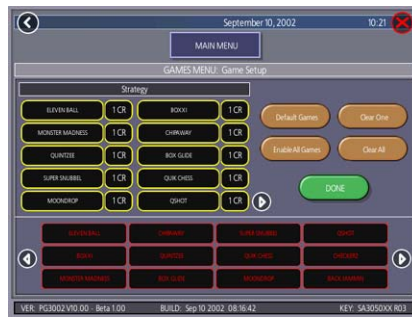 September 10, 2002 10:21
MAIN MENU
GAMES MENU: Game Setup
Strategy
ELEVEN BALL 1 CR BOXXI 1 CR
MONSTER MADNESS 1 CR CHIPAWAY 1 CR
QUINTZEE 1 CR BOX GLIDE 1 CR
SUPER SNUBBEL 1 CR QUIK CHESS 1 CR
MOONDROP 1 CR QSHOT 1 CR
Default Games Clear One
Enable All Games Clear All
DONE
ELEVEN BALL CHIPAWAY SUPER SNUBBEL QSHOT
BOXXI QUINTZEE QUIK CHESS CHECKERZ
MONSTER MADNESS BOX GLIDE MOONDROP BACK JAMMIN
VER: PG3002 V10.00 - Beta 1.00 BUILD: Sep 10 2002 08:16:42 KEY: SA3050XX R03